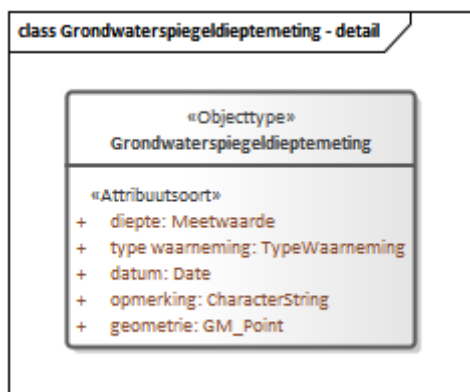 class Grondwaterspiegeldieptemeting - detail
«Objecttype»
Grondwaterspiegeldieptemeting
«Attribuutsoort»
+ diepte: Meetwaarde
+ type waarneming: TypeWaarneming
+ datum: Date
+ opmerking: CharacterString
+ geometrie: GM_Point